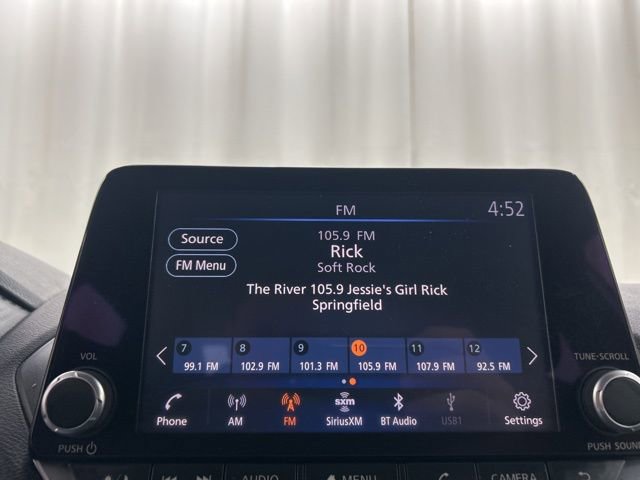 FM
4:52
Source
105.9 FM
Rick
FM Menu
Soft Rock
The River 105.9 Jessie's Girl Rick
Springfield
7 8 9 10 11 12
99.1 FM 102.9 FM 101.3 FM 105.9 FM 107.9 FM 92.5 FM
VOL
TUNE·SCROLL
sxm
Phone AM FM SiriusXM BT Audio USB1 Settings
PUSH
PUSH SOUND
AUDIO MENU CAMERA